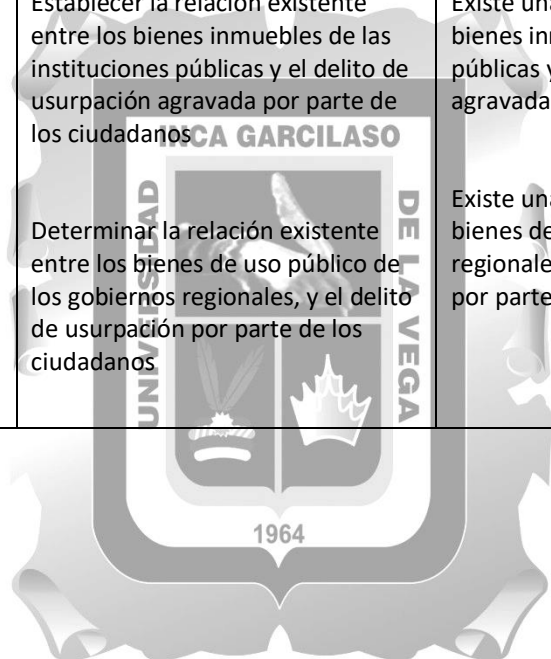 Establecer la relación existente
entre los bienes inmuebles de las
instituciones públicas y el delito de
usurpación agravada por parte de
los ciudadanos
Determinar la relación existente
entre los bienes de uso público de
los gobiernos regionales, y el delito
de usurpación por parte de los
ciudadanos
Existe una
bienes
públicas y
agravada
Existe una
bienes de
regionale
por parte
UNIVERSIDAD
INCA GARCILASO
DE LA VEGA
1964